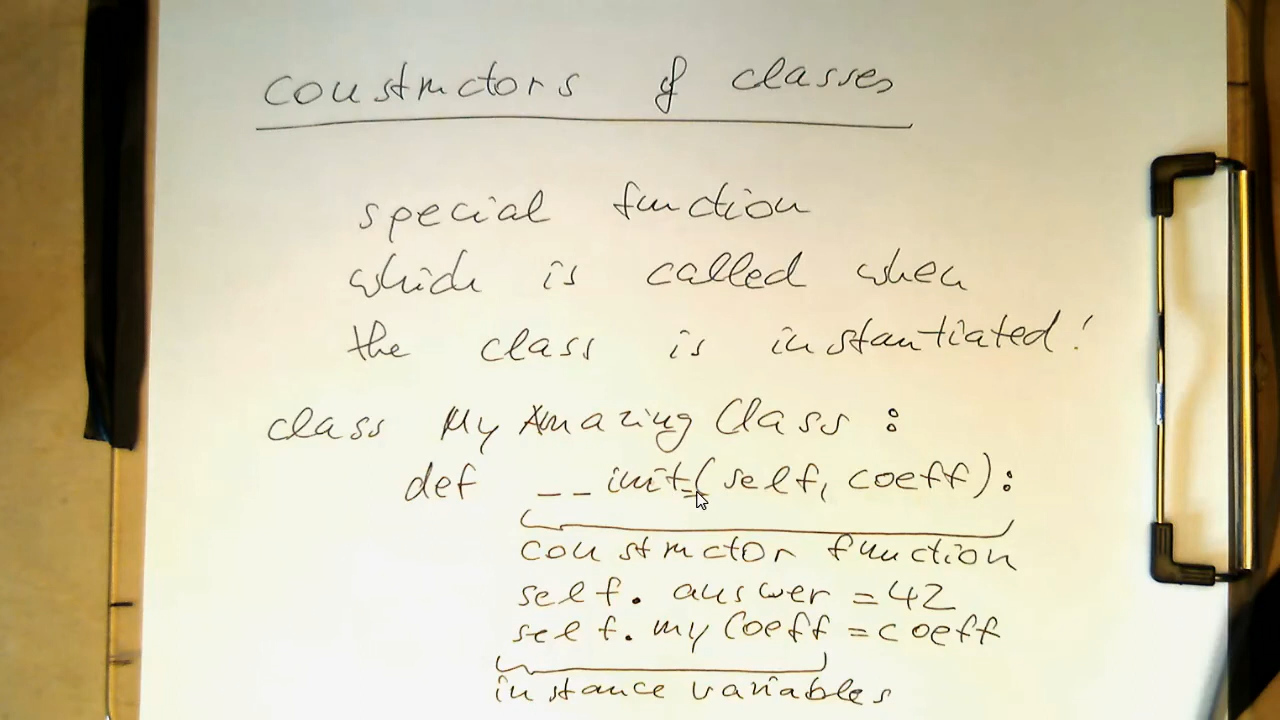 constructors of classes
special function
which is called when
the class is instantiated!
class MyAmazingClass:
def __init__(self, coeff):
constructor function
self.answer = 42
self.myCoeff = coeff
instance variables